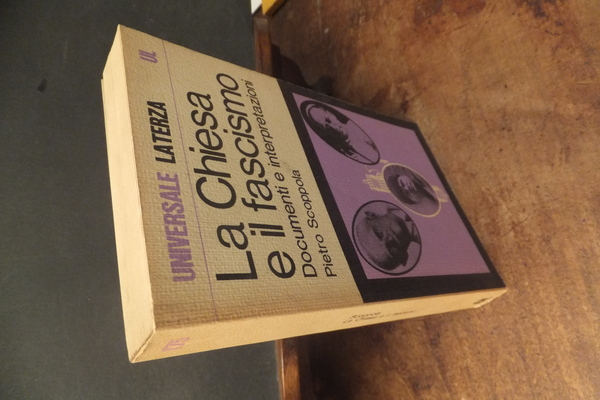 UNIVERSALE LATERZA UL
La Chiesa
e il fascismo
Documenti e interpretazioni
Pietro Scoppola